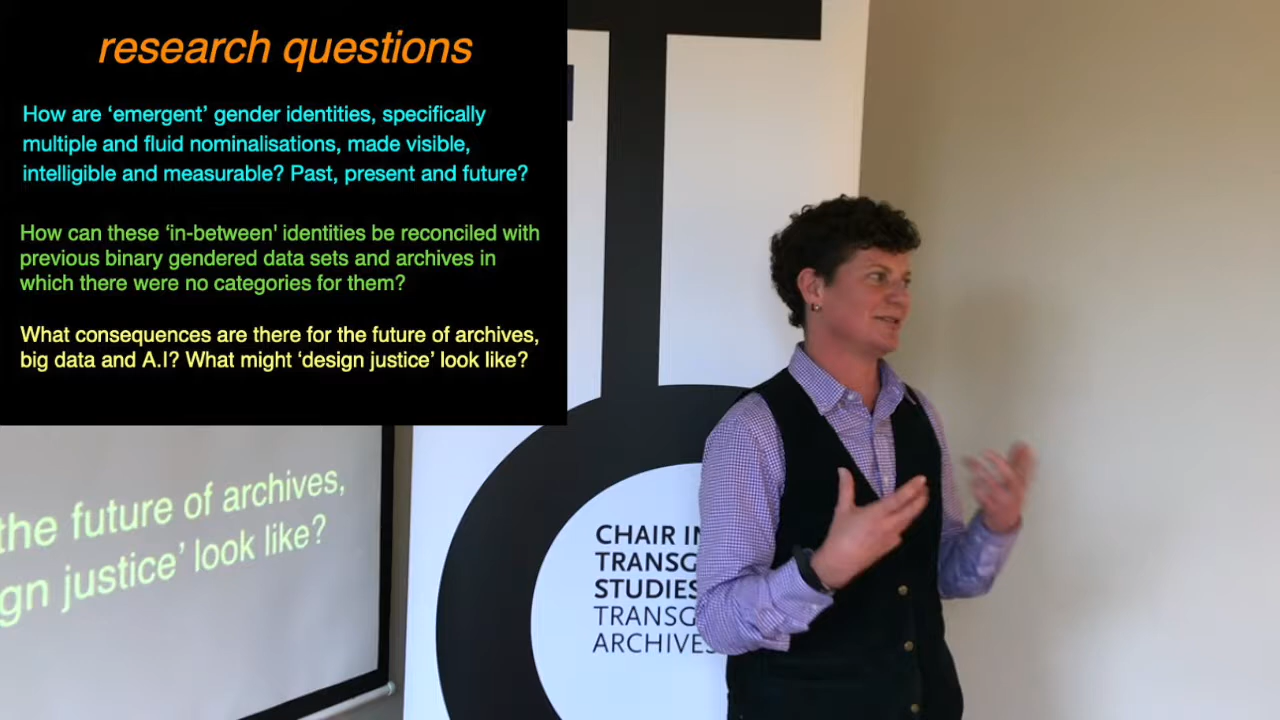 research questions
How are ‘emergent’ gender identities, specifically
multiple and fluid nominalisations, made visible,
intelligible and measurable? Past, present and future?
How can these ‘in-between' identities be reconciled with
previous binary gendered data sets and archives in
which there were no categories for them?
What consequences are there for the future of archives,
big data and A.I? What might ‘design justice’ look like?
the future of archives,
gn justice’ look like?
CHAIR IN
TRANSG
STUDIES
TRANSG
ARCHIVES